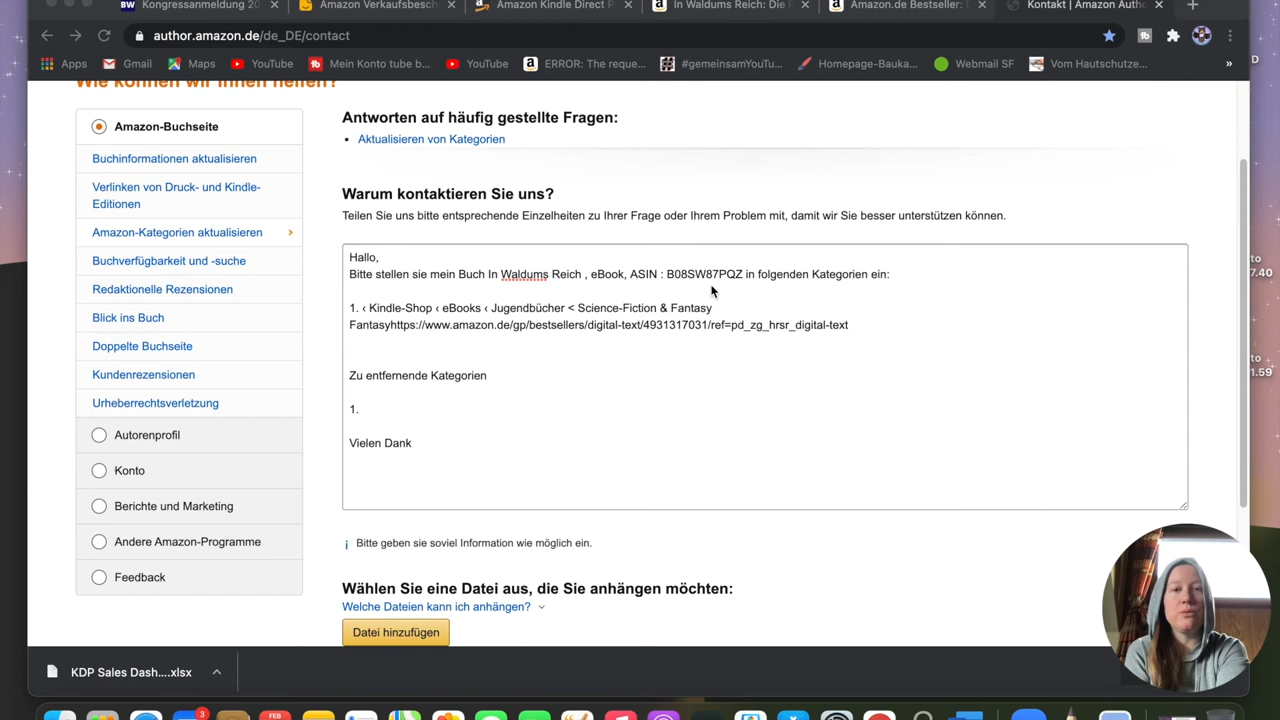 Kongressanmeldung 20
Amazon Verkaufsbesch
Amazon Kindle Direct P
In Waldums Reich: Die F
Amazon.de Bestseller: D
Kontakt | Amazon Autho
author.amazon.de/de_DE/contact
Apps
Gmail
Maps
YouTube
Mein Konto tube b...
YouTube
ERROR: The reque...
#gemeinsamYouTu...
Homepage-Bauka...
Webmail SF
Vom Hautschutze...
»
Wie können wir Ihnen helfen?
Amazon-Buchseite
Buchinformationen aktualisieren
Verlinken von Druck- und Kindle-
Editionen
Amazon-Kategorien aktualisieren
Buchverfügbarkeit und -suche
Redaktionelle Rezensionen
Blick ins Buch
Doppelte Buchseite
Kundenrezensionen
Urheberrechtsverletzung
Autorenprofil
Konto
Berichte und Marketing
Andere Amazon-Programme
Feedback
Antworten auf häufig gestellte Fragen:
• Aktualisieren von Kategorien
Warum kontaktieren Sie uns?
Teilen Sie uns bitte entsprechende Einzelheiten zu Ihrer Frage oder Ihrem Problem mit, damit wir Sie besser unterstützen können.
Hallo,
Bitte stellen sie mein Buch In Waldums Reich , eBook, ASIN : B08SW87PQZ in folgenden Kategorien ein:
1. ‹ Kindle-Shop ‹ eBooks ‹ Jugendbücher < Science-Fiction & Fantasy
Fantasyhttps://www.amazon.de/gp/bestsellers/digital-text/4931317031/ref=pd_zg_hrsr_digital-text
Zu entfernende Kategorien
1.
Vielen Dank
Bitte geben sie soviel Information wie möglich ein.
Wählen Sie eine Datei aus, die Sie anhängen möchten:
Welche Dateien kann ich anhängen?
Datei hinzufügen
KDP Sales Dash....xlsx
to
7.40
to
1.59
3
FEB